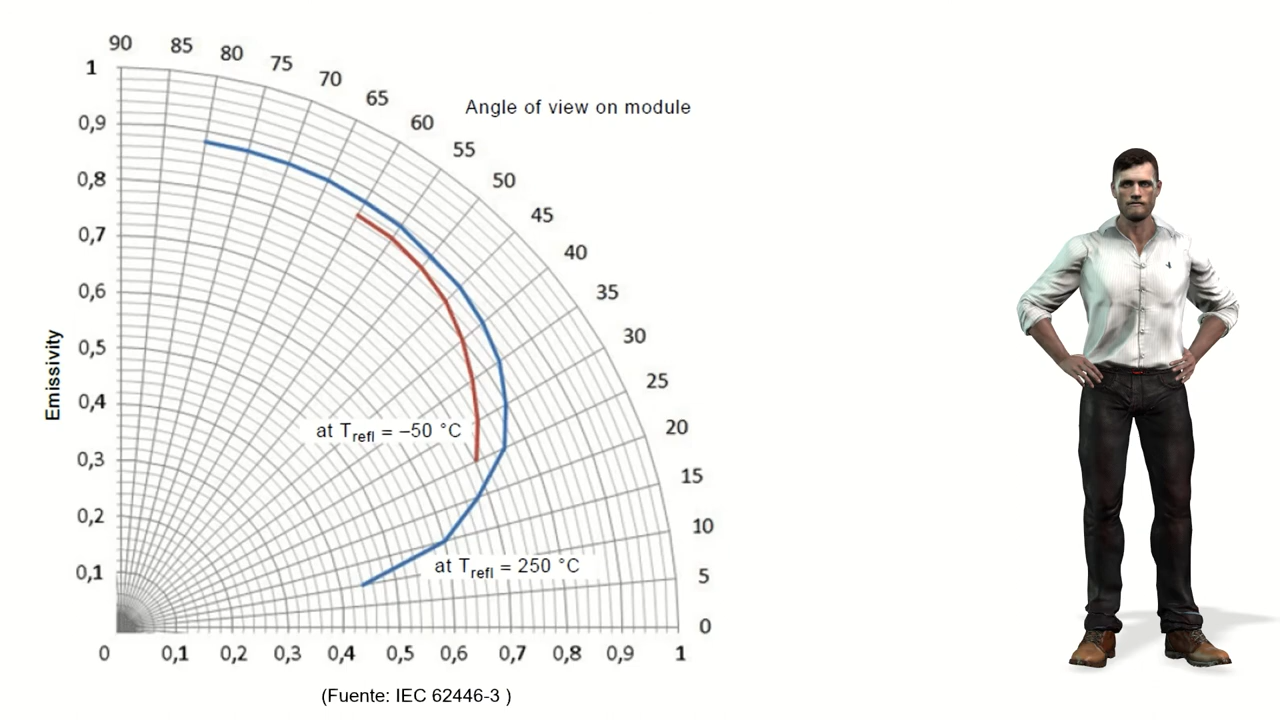 90 85 80 75 70 65 60 55 50 45 40 35 30 25 20 15 10 5 0
Angle of view on module
1
0,9
0,8
0,7
0,6
0,5
0,4
0,3
0,2
0,1
Emissivity
at Trefl = –50 °C
at Trefl = 250 °C
0 0,1 0,2 0,3 0,4 0,5 0,6 0,7 0,8 0,9 1
(Fuente: IEC 62446-3 )